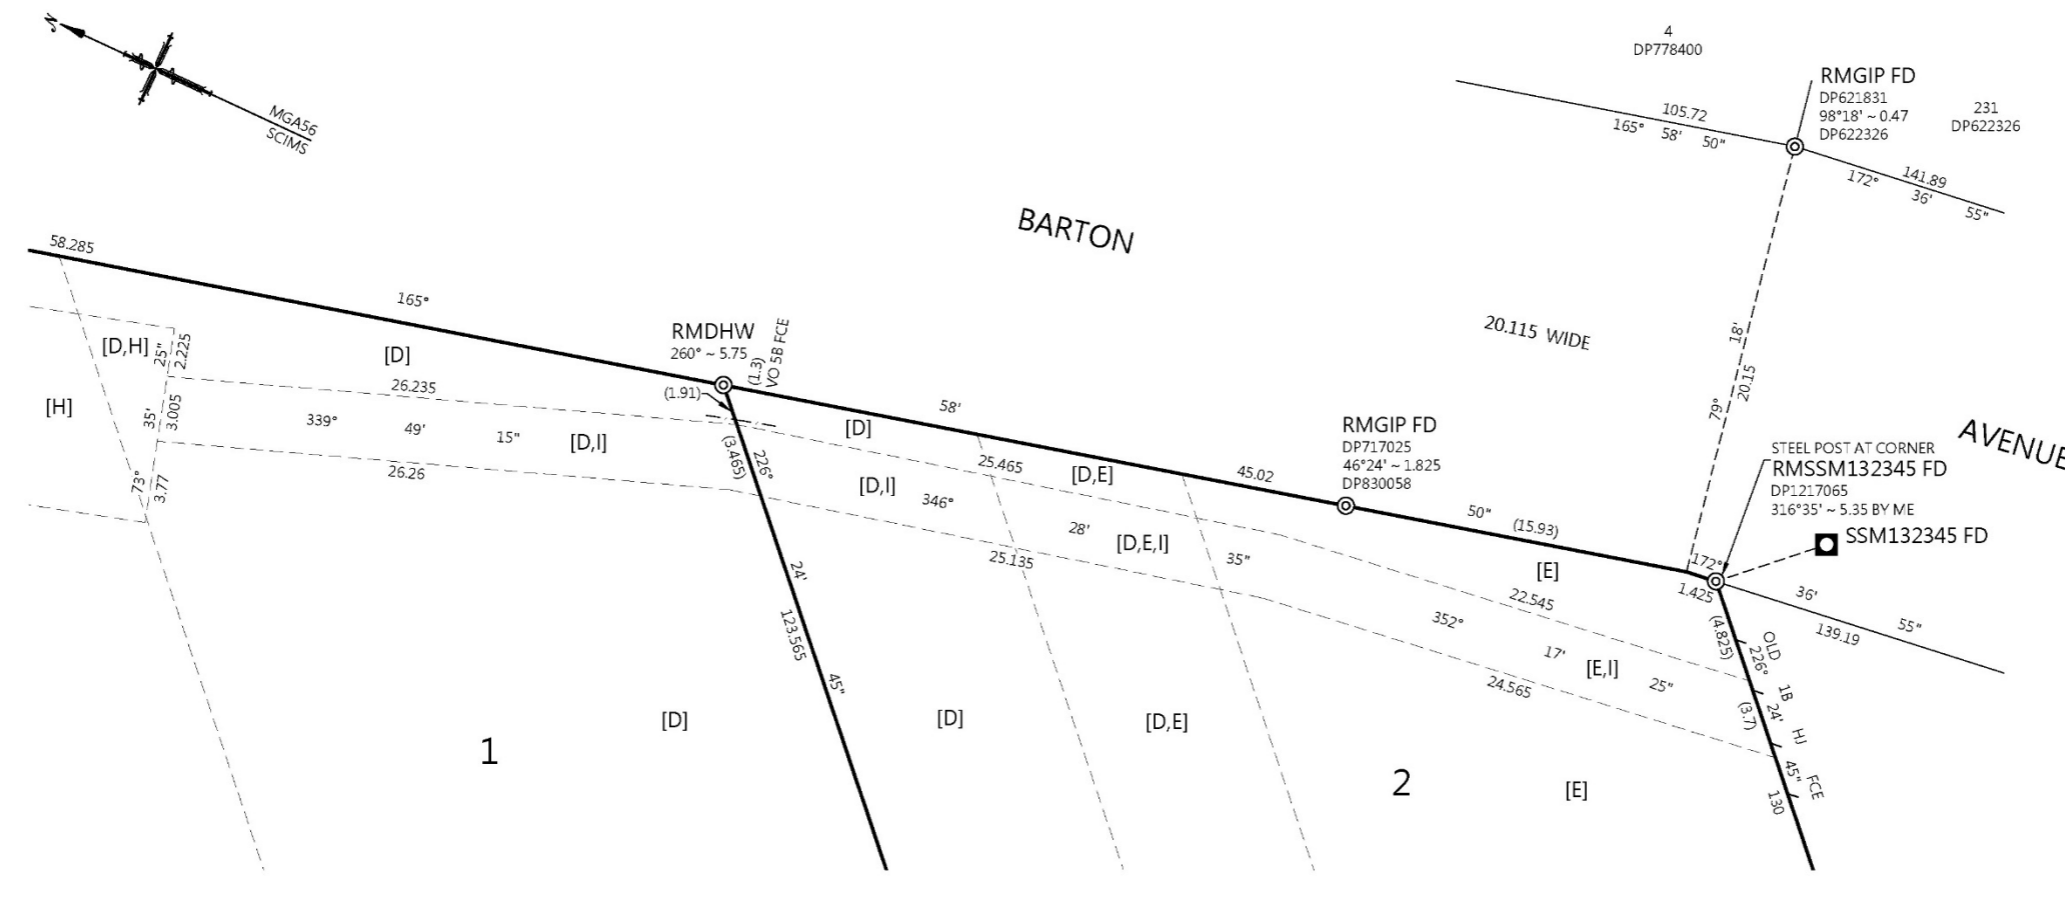 N
MGA56
SCIMS
4
DP778400
RMGIP FD
DP621831
98°18' ~ 0.47
DP622326
231
DP622326
105.72
165° 58' 50"
141.89
172° 36' 55"
BARTON
AVENUE
20.115 WIDE
79° 18'
20.15
58.285
165° 58' 50"
RMDHW
260° ~ 5.75
(1.3)
VO 5B FCE
(1.91)
[D,H]
25"
2.225
[D]
26.235
[H]
35'
3.005
339° 49' 15"
[D,I]
73°
3.77
26.26
(3.465)
226° 24' 45"
123.565
[D]
25.465
[D,E]
45.02
[D,I]
346° 28' 35"
[D,E,I]
25.135
RMGIP FD
DP717025
46°24' ~ 1.825
DP830058
(15.93)
STEEL POST AT CORNER
RMSSM132345 FD
DP1217065
316°35' ~ 5.35 BY ME
SSM132345 FD
172° 36' 55"
1.425
139.19
[E]
22.545
352° 17' 25"
[E,I]
24.565
(4.825)
OLD 1B HJ FCE
226° 24' 45"
(3.7)
130
[D]
[D]
[D,E]
[E]
1
2